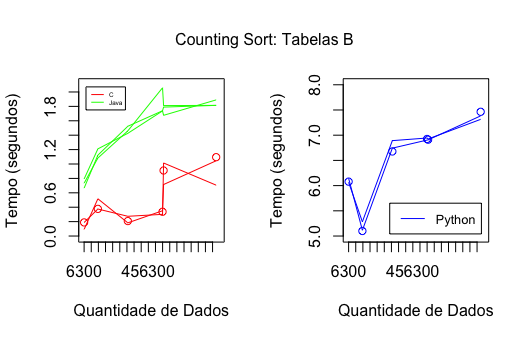 Counting Sort: Tabelas B
Tempo (segundos)
0.0 0.6 1.2 1.8
C
Java
6300 456300
Quantidade de Dados
Tempo (segundos)
5.0 6.0 7.0 8.0
Python
6300 456300
Quantidade de Dados